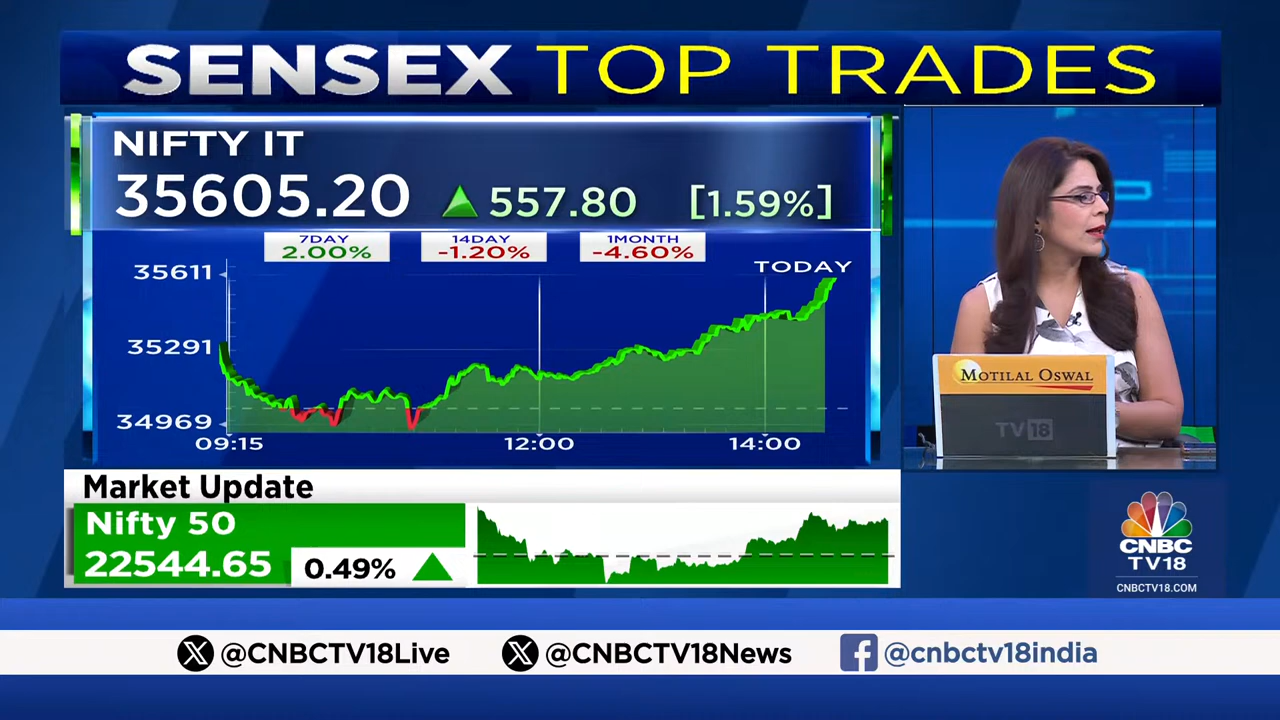 SENSEX TOP TRADES
NIFTY IT
35605.20 ▲ 557.80 [1.59%]
7DAY 14DAY 1MONTH
2.00% -1.20% -4.60%
TODAY
35611
35291
34969
09:15 12:00 14:00
MOTILAL OSWAL
TV18
Market Update
Nifty 50
22544.65 0.49% ▲
CNBC
TV18
CNBCTV18.COM
X @CNBCTV18Live X @CNBCTV18News f @cnbctv18india